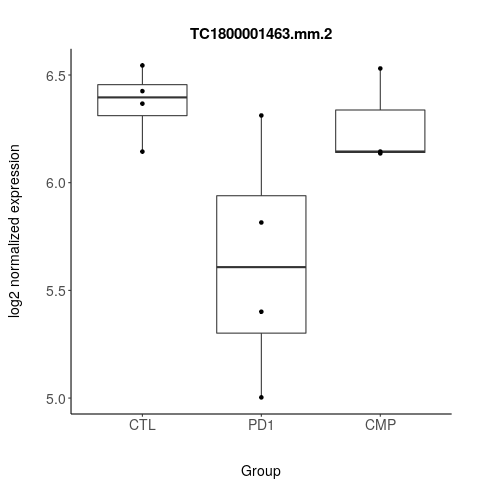 TC1800001463.mm.2
log2 normalized expression
6.5
6.0
5.5
5.0
CTL PD1 CMP
Group